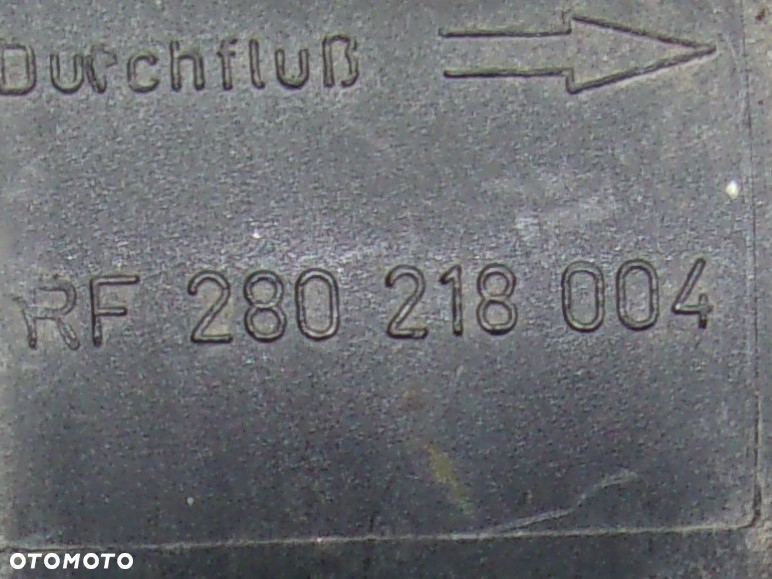 Durchfluß
RF 280 218 004
OTOMOTO